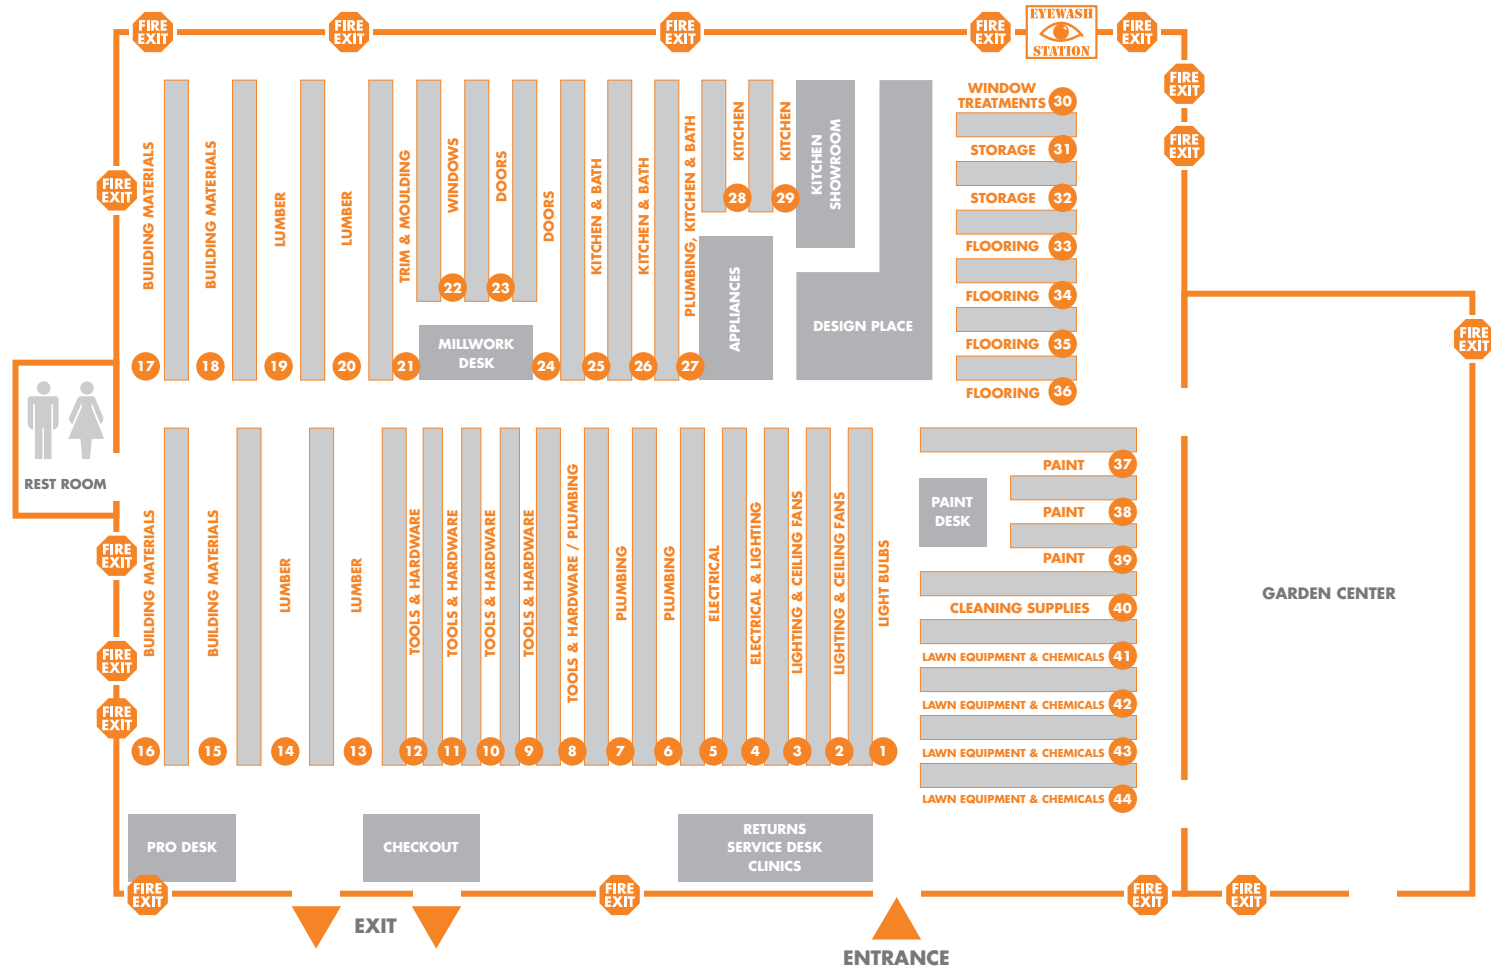 FIRE
EXIT
FIRE
EXIT
FIRE
EXIT
FIRE
EXIT
EYEWASH
STATION
FIRE
EXIT
FIRE
EXIT
FIRE
EXIT
FIRE
EXIT
FIRE
EXIT
BUILDING MATERIALS
17
BUILDING MATERIALS
18
LUMBER
19
LUMBER
20
TRIM & MOULDING
21
WINDOWS
22
DOORS
23
MILLWORK
DESK
DOORS
24
KITCHEN & BATH
25
KITCHEN & BATH
26
PLUMBING, KITCHEN & BATH
27
KITCHEN
28
KITCHEN
29
KITCHEN
SHOWROOM
APPLIANCES
DESIGN PLACE
WINDOW
TREATMENTS 30
STORAGE 31
STORAGE 32
FLOORING 33
FLOORING 34
FLOORING 35
FLOORING 36
FIRE
EXIT
REST ROOM
FIRE
EXIT
FIRE
EXIT
FIRE
EXIT
BUILDING MATERIALS
16
BUILDING MATERIALS
15
LUMBER
14
LUMBER
13
TOOLS & HARDWARE
12
TOOLS & HARDWARE
11
TOOLS & HARDWARE
10
TOOLS & HARDWARE
9
TOOLS & HARDWARE / PLUMBING
8
PLUMBING
7
PLUMBING
6
ELECTRICAL
5
ELECTRICAL & LIGHTING
4
LIGHTING & CEILING FANS
3
LIGHTING & CEILING FANS
2
LIGHT BULBS
1
PAINT
DESK
PAINT 37
PAINT 38
PAINT 39
CLEANING SUPPLIES 40
LAWN EQUIPMENT & CHEMICALS 41
LAWN EQUIPMENT & CHEMICALS 42
LAWN EQUIPMENT & CHEMICALS 43
LAWN EQUIPMENT & CHEMICALS 44
GARDEN CENTER
PRO DESK
CHECKOUT
RETURNS
SERVICE DESK
CLINICS
FIRE
EXIT
FIRE
EXIT
FIRE
EXIT
FIRE
EXIT
EXIT
ENTRANCE